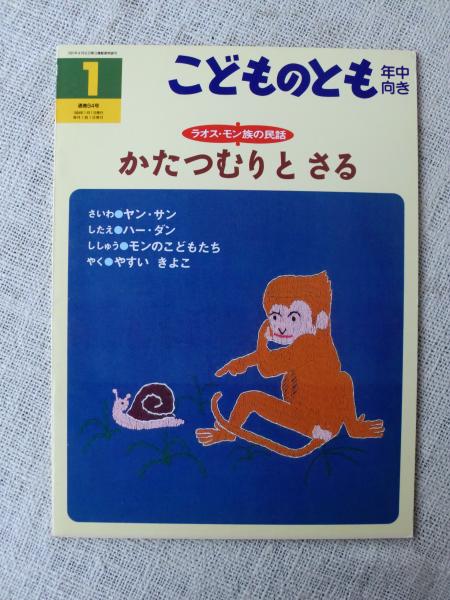 1
通巻94号
こどものとも
年中
向き
ラオス・モン族の民話
かたつむりと さる
さいわ●ヤン・サン
したえ●ハー・ダン
ししゅう●モンのこどもたち
やく●やすい きよこ